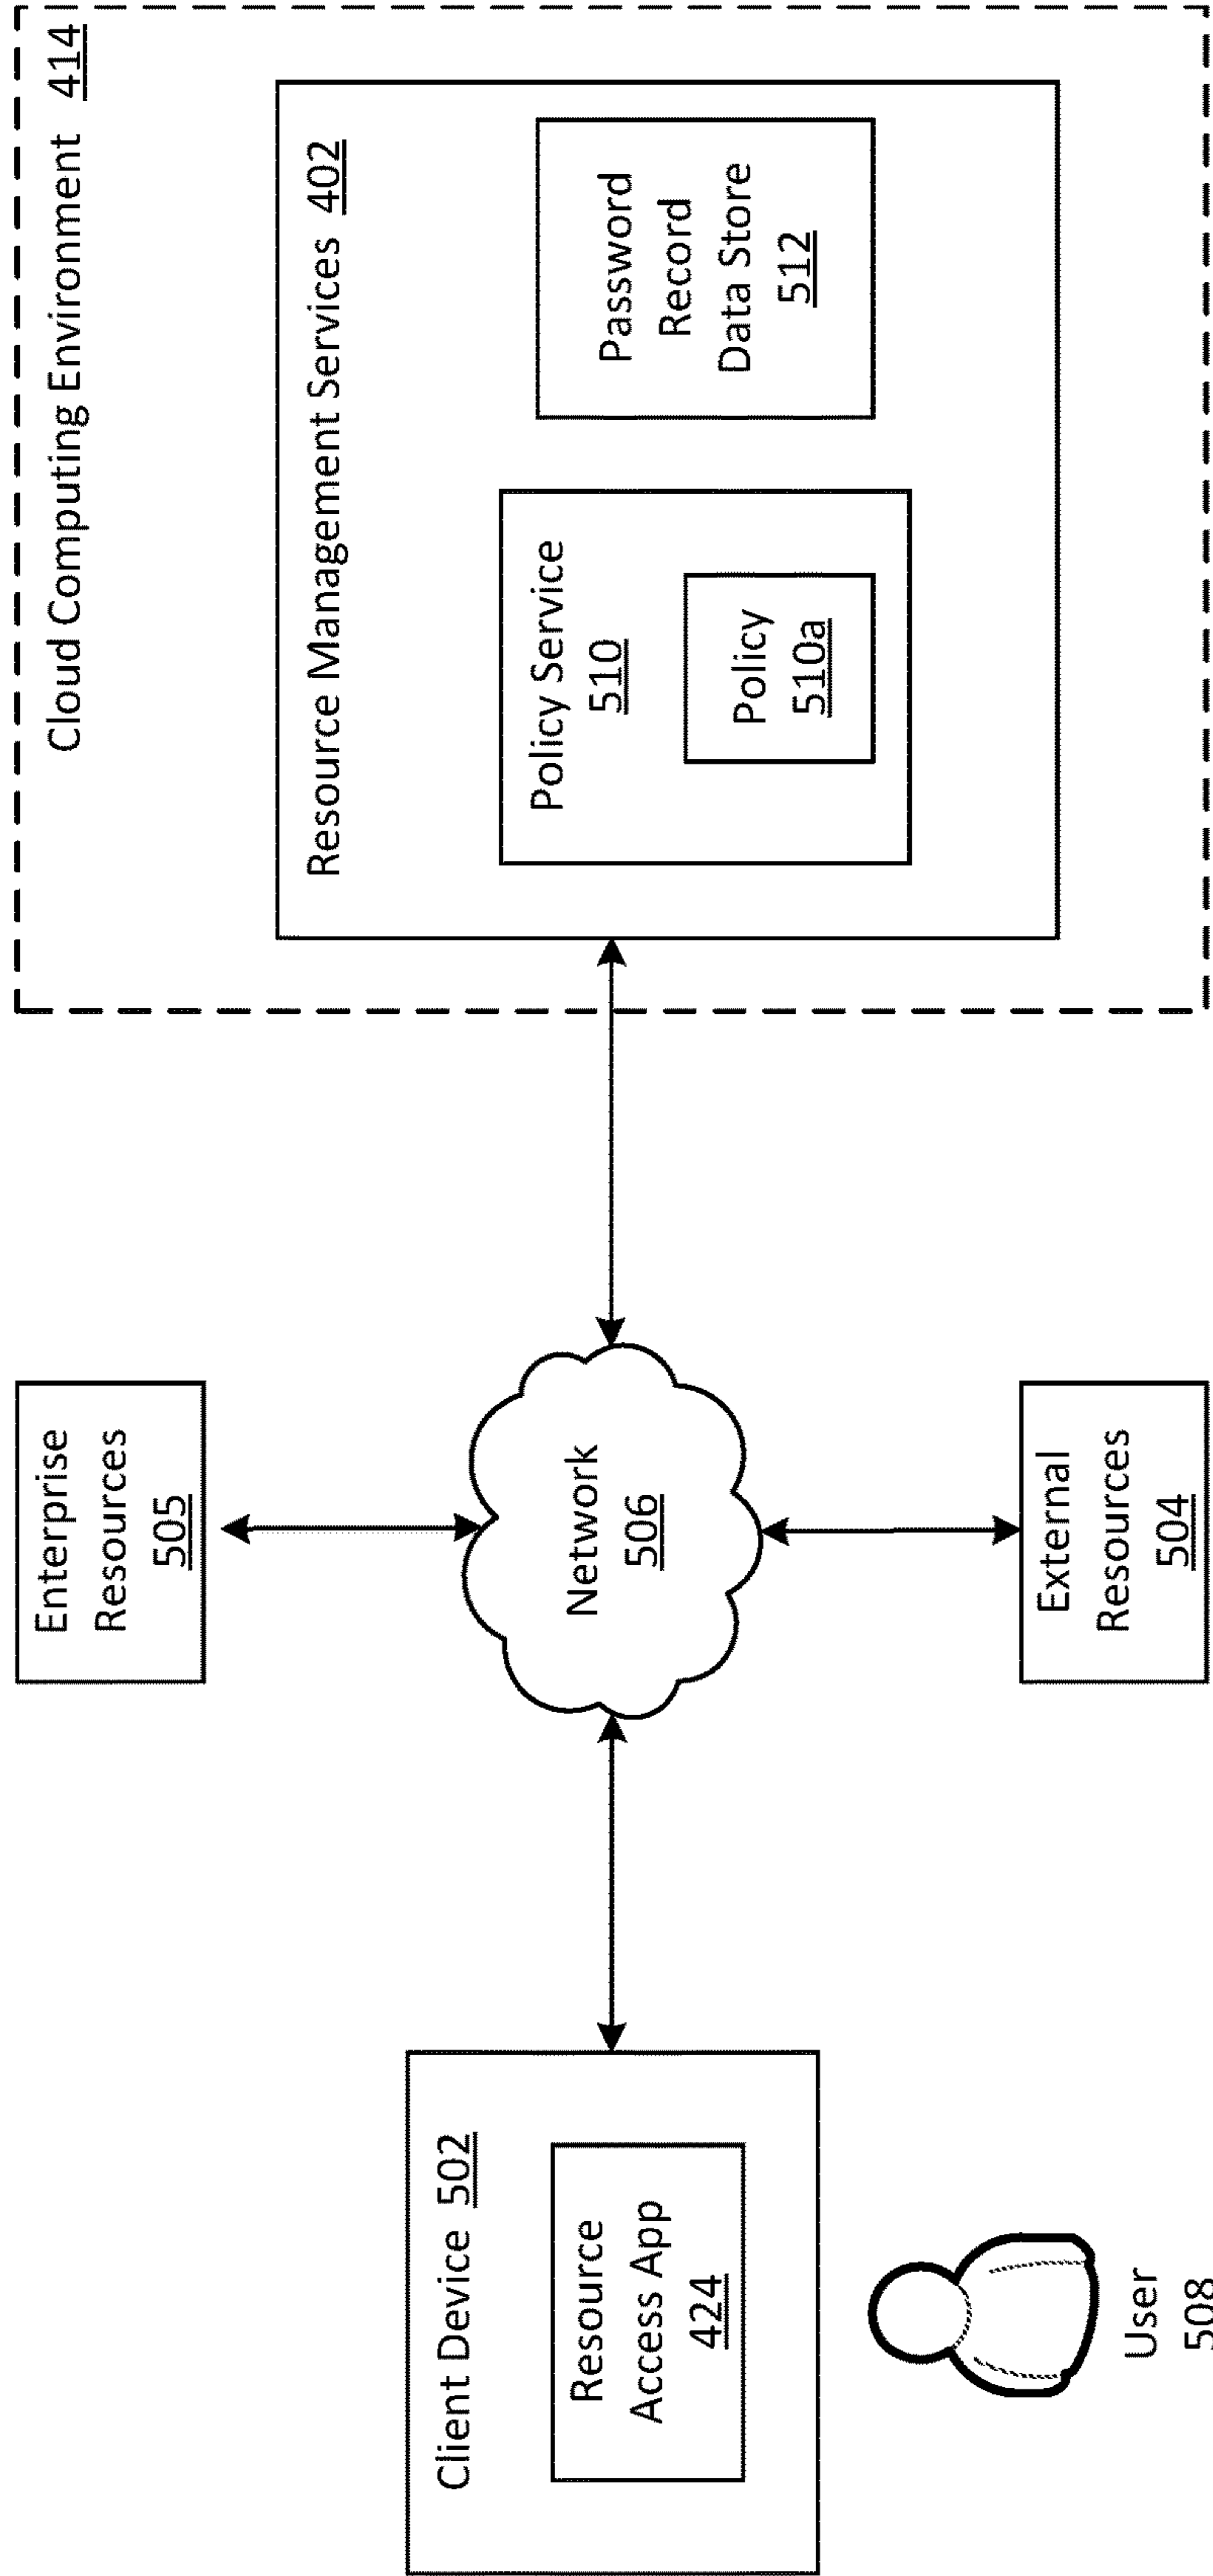 Cloud Computing Environment 414
Resource Management Services 402
Policy Service
510
Policy
510a
Password
Record
Data Store
512
Enterprise
Resources
505
Network
506
External
Resources
504
Client Device 502
Resource
Access App
424
User
508